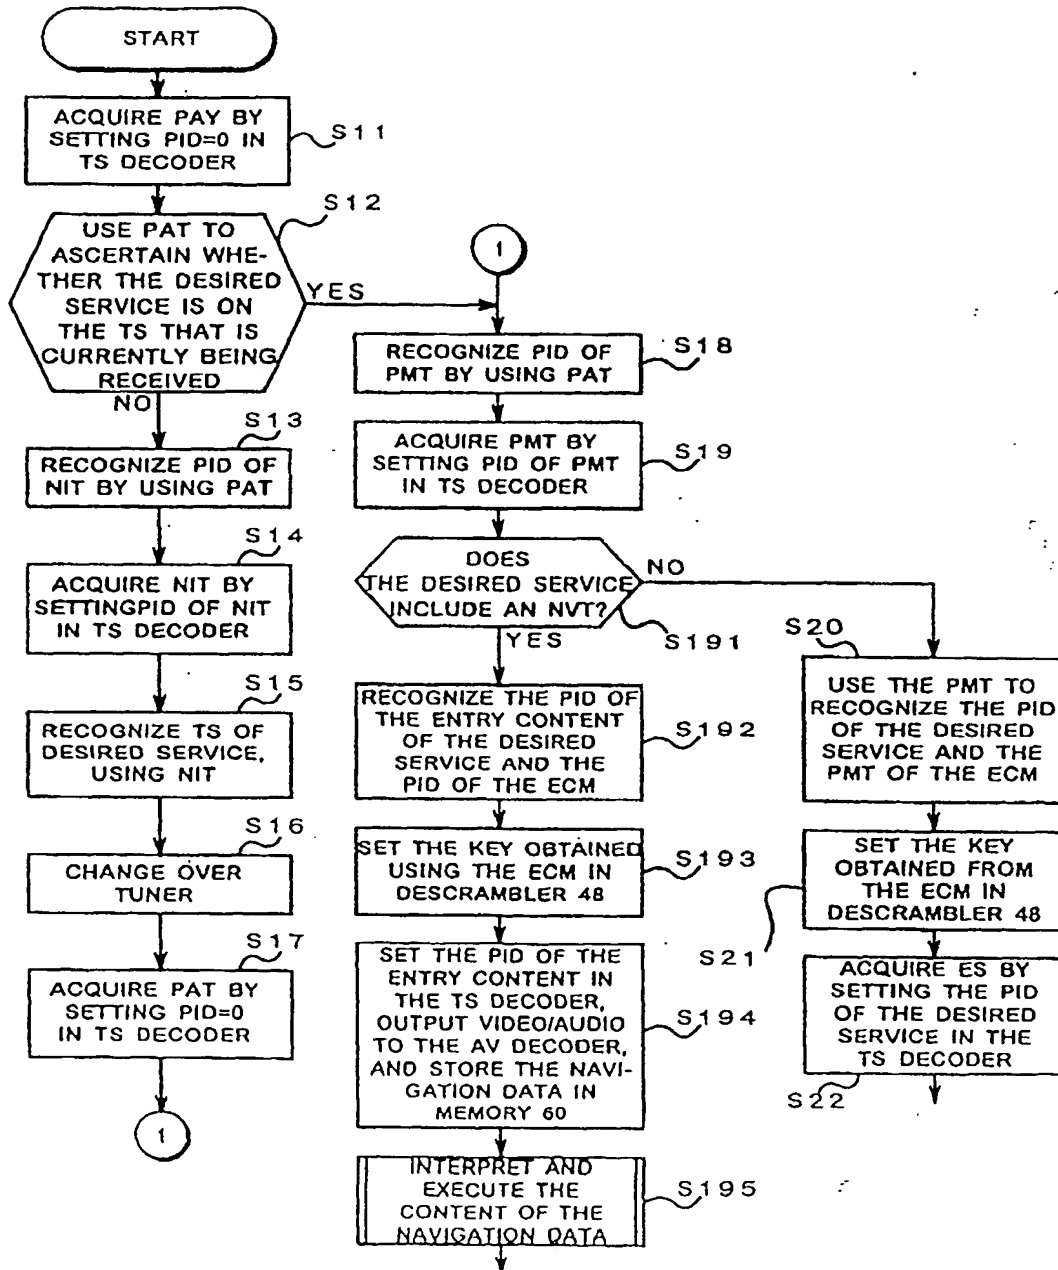 START
ACQUIRE PAY BY
SETTING PID=0 IN
TS DECODER
S11
S12
USE PAT TO
ASCERTAIN WHE-
THER THE DESIRED
SERVICE IS ON
THE TS THAT IS
CURRENTLY BEING
RECEIVED
YES
NO
S13
RECOGNIZE PID OF
NIT BY USING PAT
S14
ACQUIRE NIT BY
SETTINGPID OF NIT
IN TS DECODER
S15
RECOGNIZE TS OF
DESIRED SERVICE,
USING NIT
S16
CHANGE OVER
TUNER
S17
ACQUIRE PAT BY
SETTING PID=0
IN TS DECODER
1
1
S18
RECOGNIZE PID OF
PMT BY USING PAT
ACQUIRE PMT BY
SETTING PID OF PMT
IN TS DECODER
S19
DOES
THE DESIRED SERVICE
INCLUDE AN NVT?
NO
YES
S191
RECOGNIZE THE PID OF
THE ENTRY CONTENT
OF THE DESIRED
SERVICE AND THE
PID OF THE ECM
S192
SET THE KEY OBTAINED
USING THE ECM IN
DESCRAMBLER 48
S193
SET THE PID OF THE
ENTRY CONTENT IN
THE TS DECODER,
OUTPUT VIDEO/AUDIO
TO THE AV DECODER,
AND STORE THE NAVI-
GATION DATA IN
MEMORY 60
S194
INTERPRET AND
EXECUTE THE
CONTENT OF THE
NAVIGATION DATA
S195
S20
USE THE PMT TO
RECOGNIZE THE PID
OF THE DESIRED
SERVICE AND THE
PMT OF THE ECM
SET THE KEY
OBTAINED FROM
THE ECM IN
DESCRAMBLER 48
S21
ACQUIRE ES BY
SETTING THE PID
OF THE DESIRED
SERVICE IN THE
TS DECODER
S22